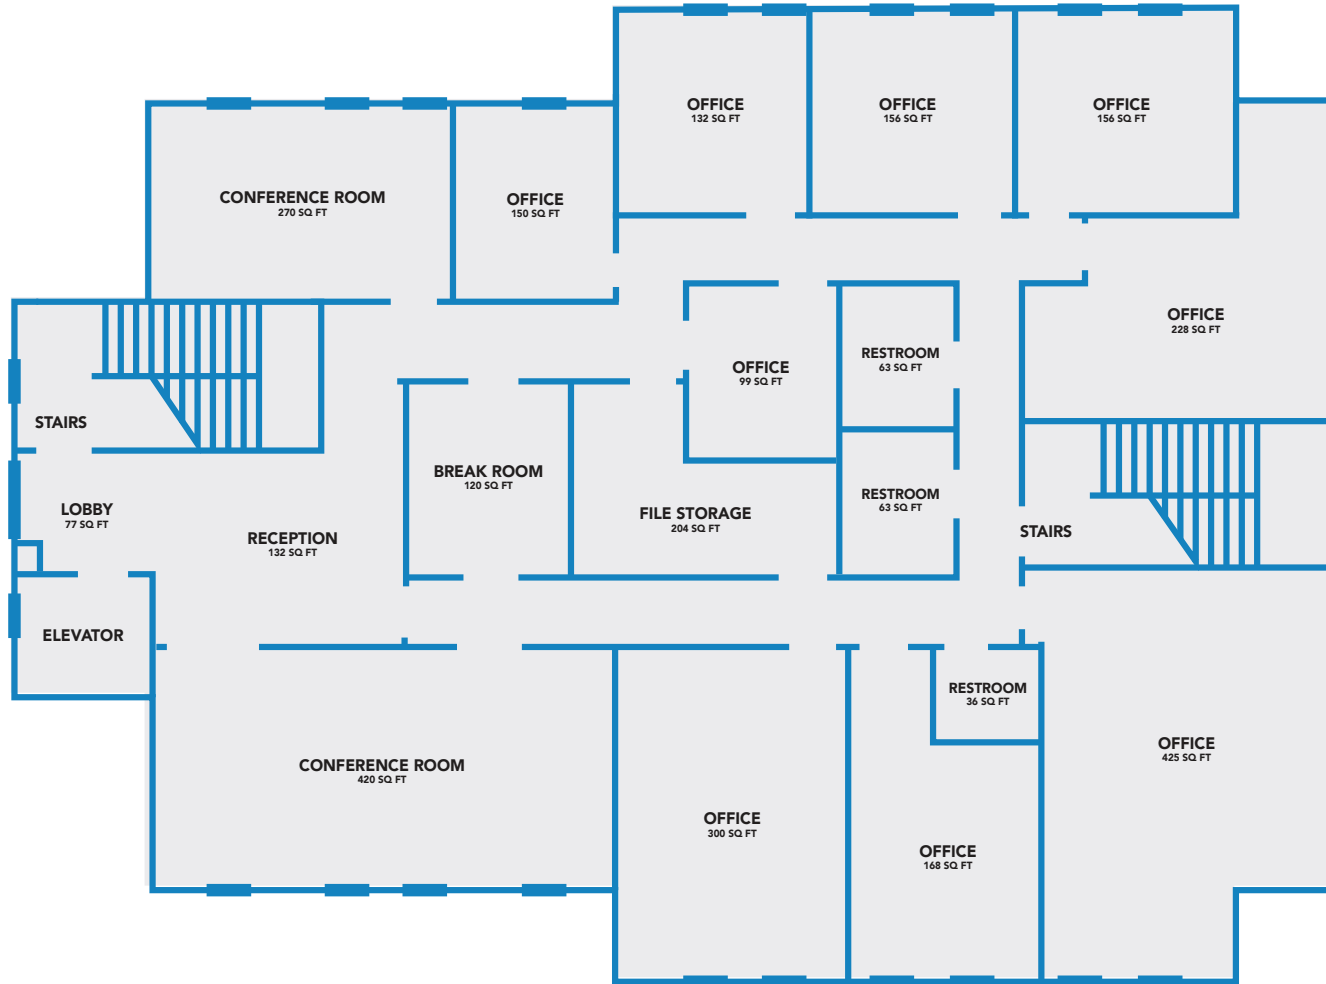 OFFICE
132 SQ FT
OFFICE
156 SQ FT
OFFICE
156 SQ FT
CONFERENCE ROOM
270 SQ FT
OFFICE
150 SQ FT
OFFICE
228 SQ FT
RESTROOM
63 SQ FT
OFFICE
99 SQ FT
STAIRS
BREAK ROOM
120 SQ FT
RESTROOM
63 SQ FT
LOBBY
77 SQ FT
FILE STORAGE
204 SQ FT
STAIRS
RECEPTION
132 SQ FT
ELEVATOR
RESTROOM
36 SQ FT
OFFICE
425 SQ FT
CONFERENCE ROOM
420 SQ FT
OFFICE
300 SQ FT
OFFICE
168 SQ FT